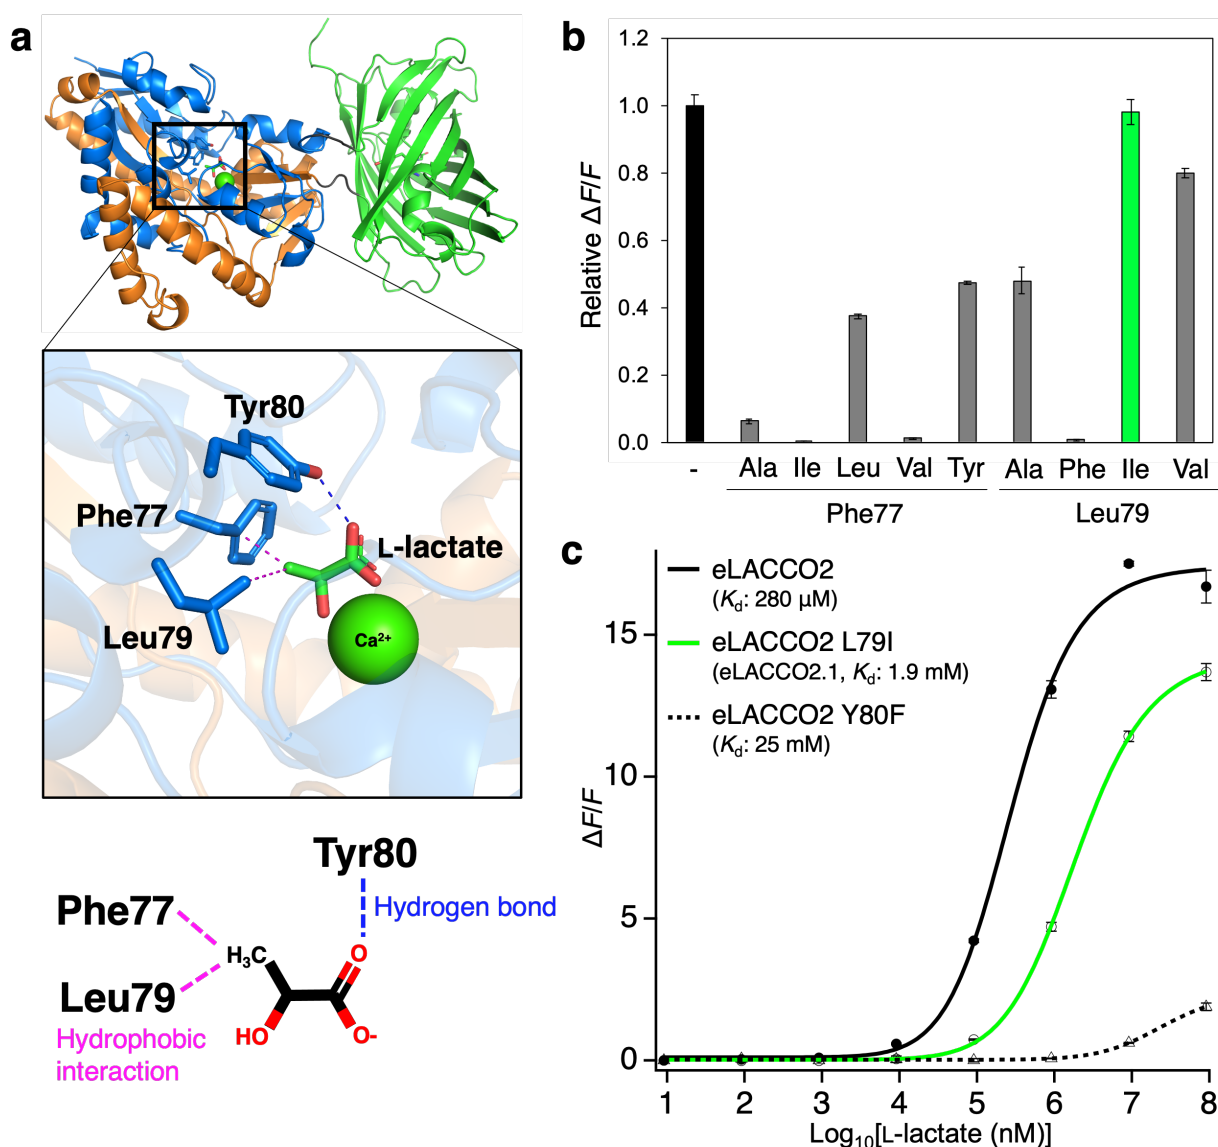 a
Tyr80
Phe77
L-lactate
Leu79
Ca²⁺
Tyr80
Phe77
Hydrogen bond
H₃C
O
Leu79
HO
O-
Hydrophobic
interaction
b
1.2
1.0
0.8
0.6
0.4
0.2
0.0
Relative ΔF/F
- Ala Ile Leu Val Tyr Ala Phe Ile Val
Phe77 Leu79
c
eLACCO2
(Kd: 280 µM)
eLACCO2 L79I
(eLACCO2.1, Kd: 1.9 mM)
eLACCO2 Y80F
(Kd: 25 mM)
15
10
5
0
ΔF/F
1 2 3 4 5 6 7 8
Log₁₀[L-lactate (nM)]